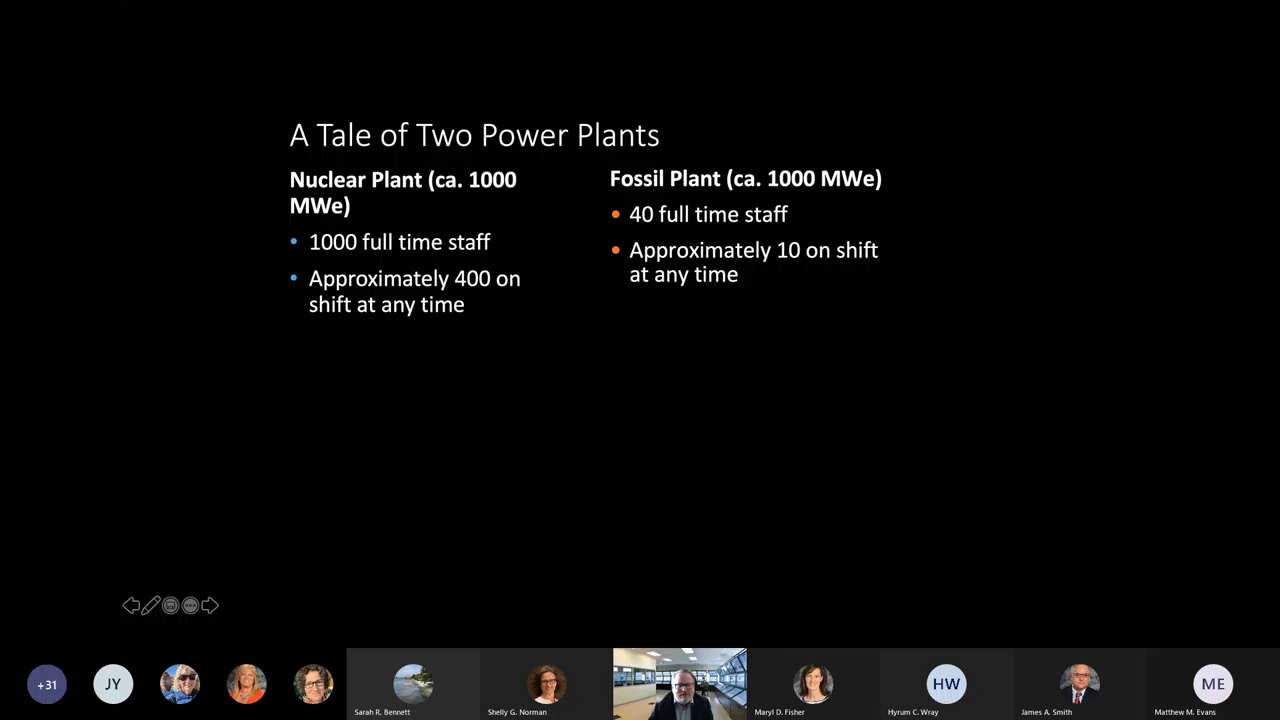 A Tale of Two Power Plants
Nuclear Plant (ca. 1000
MWe)
• 1000 full time staff
• Approximately 400 on
shift at any time
Fossil Plant (ca. 1000 MWe)
• 40 full time staff
• Approximately 10 on shift
at any time
+31
JY
Sarah R. Bennett
Shelly G. Norman
Maryl D. Fisher
HW
Hyrum C. Wray
James A. Smith
ME
Matthew M. Evans